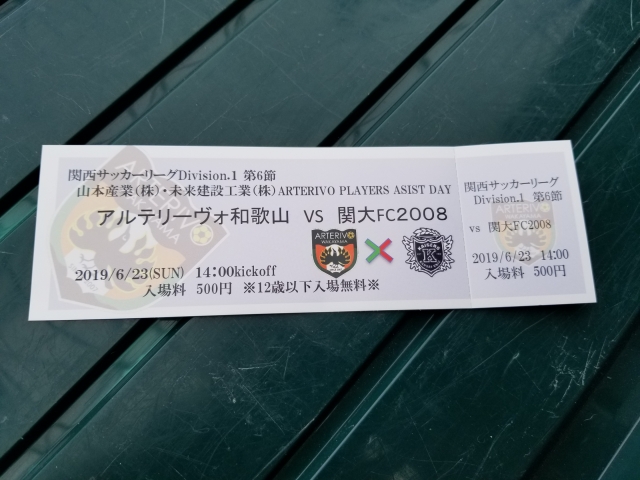 関西サッカーリーグDivision.1 第6節
山本産業(株)・未来建設工業(株)ARTERIVO PLAYERS ASIST DAY
アルテリーヴォ和歌山 VS 関大FC2008
ARTERIVO
WAKAYAMA
K
2019/6/23(SUN) 14:00kickoff
入場料 500円 ※12歳以下入場無料※
関西サッカーリーグ
Division.1 第6節
vs 関大FC2008
2019/6/23 14:00
入場料 500円